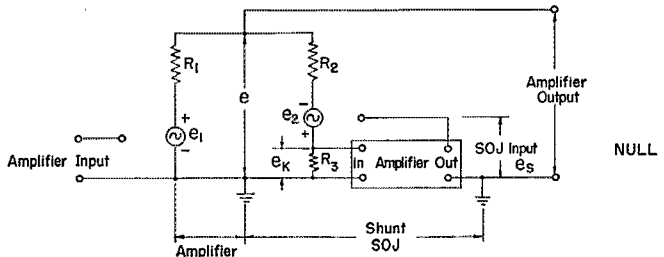 R1
R2
+
e1
-
e
-
e2
+
eK
R3
In Amplifier Out
SOJ Input
eS
Amplifier
Output
NULL
Amplifier Input
Amplifier
Shunt
SOJ